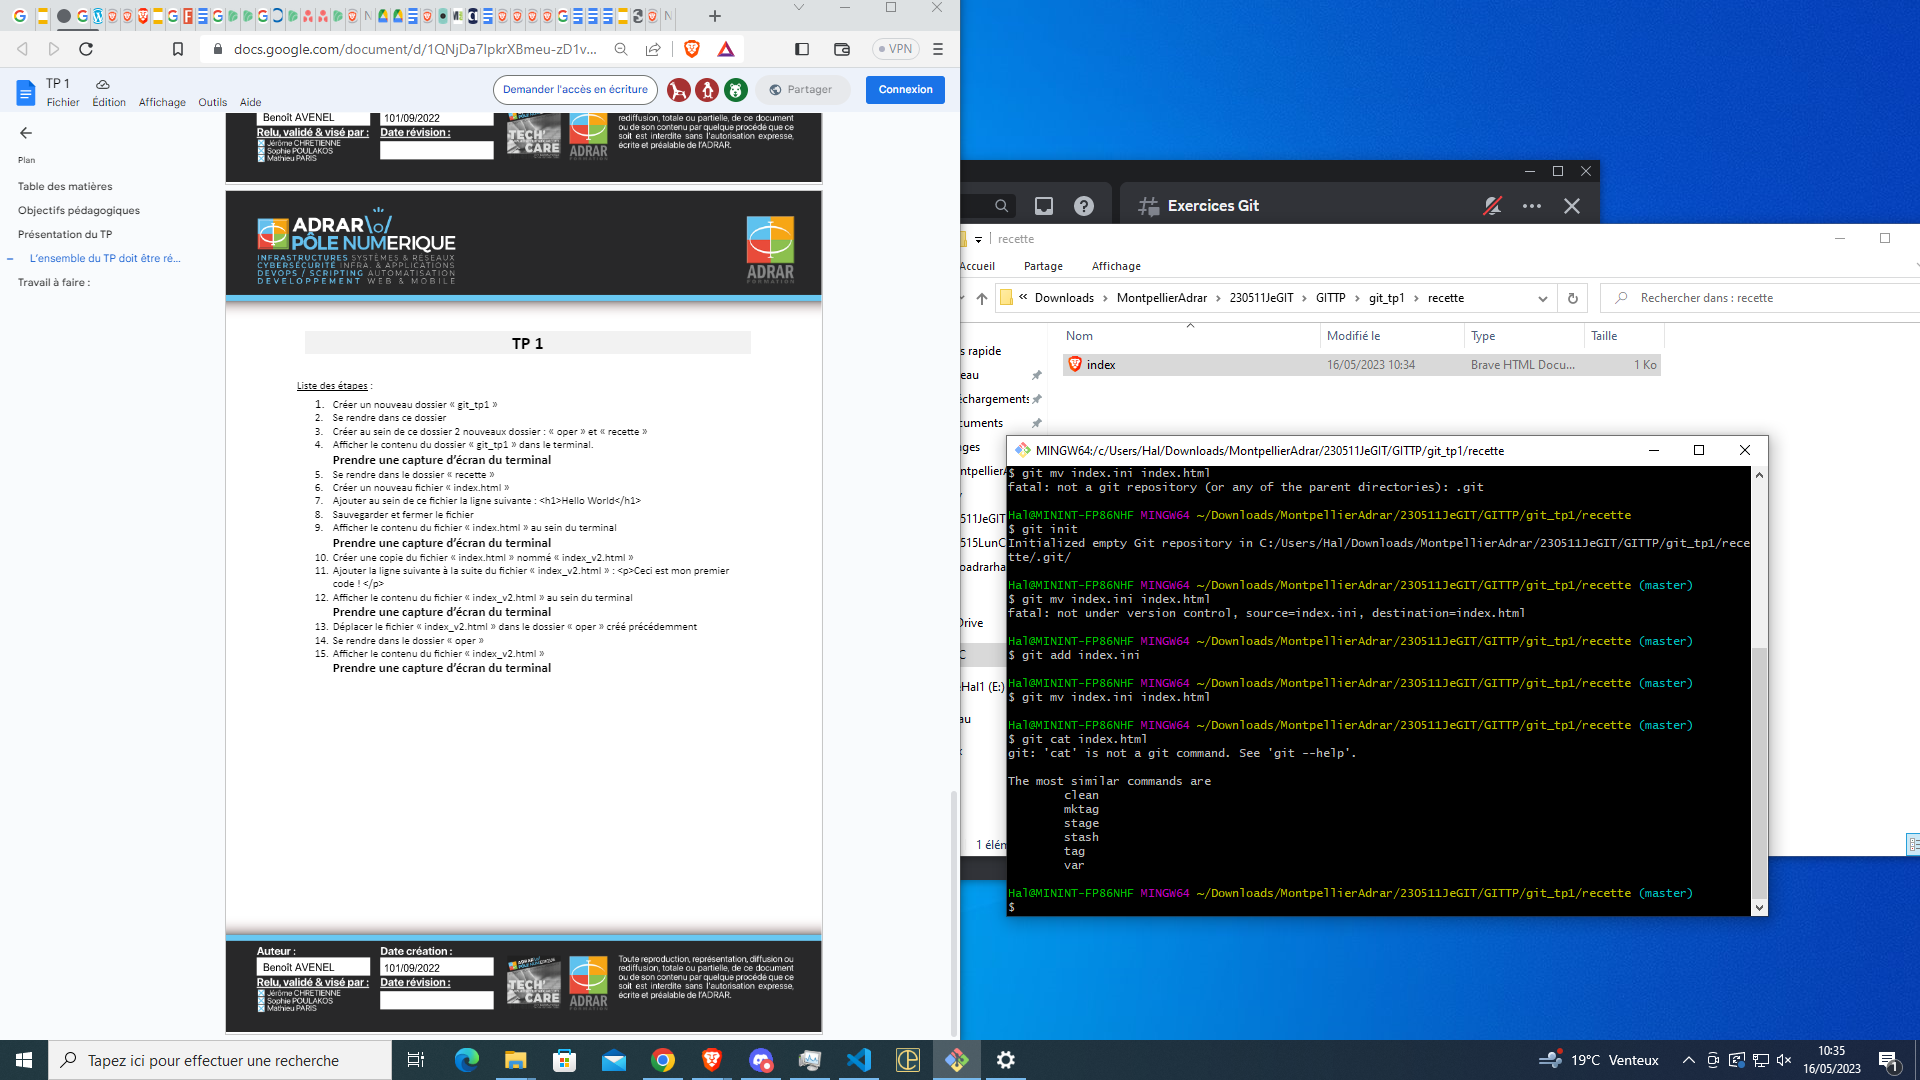 docs.google.com/document/d/1QNjDa7IpkrXBmeu-zD1v...
VPN
TP 1
Fichier Édition Affichage Outils Aide
Demander l'accès en écriture
Partager
Connexion
Plan
Table des matières
Objectifs pédagogiques
Présentation du TP
L'ensemble du TP doit être ré...
Travail à faire :
Benoît AVENEL
101/09/2022
Relu, validé & visé par :
Date révision :
Jérôme CHRETIENNE
Sophie POULAKOS
Mathieu PARIS
TECH' CARE
ADRAR
FORMATION
rediffusion, totale ou partielle, de ce document
ou de son contenu par quelque procédé que ce
soit est interdite sans l'autorisation expresse,
écrite et préalable de l'ADRAR.
ADRAR\o/
PÔLE NUMERIQUE
INFRASTRUCTURES SYSTÈMES & RÉSEAUX
CYBERSÉCURITÉ INFRA. & APPLICATIONS
DEVOPS / SCRIPTING AUTOMATISATION
DEVELOPPEMENT WEB & MOBILE
ADRAR
FORMATION
TP 1
Liste des étapes :
1. Créer un nouveau dossier « git_tp1 »
2. Se rendre dans ce dossier
3. Créer au sein de ce dossier 2 nouveaux dossier : « oper » et « recette »
4. Afficher le contenu du dossier « git_tp1 » dans le terminal.
Prendre une capture d'écran du terminal
5. Se rendre dans le dossier « recette »
6. Créer un nouveau fichier « index.html »
7. Ajouter au sein de ce fichier la ligne suivante : <h1>Hello World</h1>
8. Sauvegarder et fermer le fichier
9. Afficher le contenu du fichier « index.html » au sein du terminal
Prendre une capture d'écran du terminal
10. Créer une copie du fichier « index.html » nommé « index_v2.html »
11. Ajouter la ligne suivante à la suite du fichier « index_v2.html » : <p>Ceci est mon premier
code ! </p>
12. Afficher le contenu du fichier « index_v2.html » au sein du terminal
Prendre une capture d'écran du terminal
13. Déplacer le fichier « index_v2.html » dans le dossier « oper » créé précédemment
14. Se rendre dans le dossier « oper »
15. Afficher le contenu du fichier « index_v2.html »
Prendre une capture d'écran du terminal
Auteur :
Date création :
Benoît AVENEL
101/09/2022
Relu, validé & visé par :
Date révision :
Jérôme CHRETIENNE
Sophie POULAKOS
Mathieu PARIS
TECH' CARE
ADRAR
FORMATION
Toute reproduction, représentation, diffusion ou
rediffusion, totale ou partielle, de ce document
ou de son contenu par quelque procédé que ce
soit est interdite sans l'autorisation expresse,
écrite et préalable de l'ADRAR.
Exercices Git
recette
Accueil Partage Affichage
« Downloads › MontpellierAdrar › 230511JeGIT › GITTP › git_tp1 › recette
Rechercher dans : recette
Nom Modifié le Type Taille
index 16/05/2023 10:34 Brave HTML Docu... 1 Ko
s rapide
eau
échargements
cuments
ages
ntpellierA
511JeGIT
515LunC
oadrarha
Drive
C
eHal1 (E:)
au
1 élém
MINGW64:/c/Users/Hal/Downloads/MontpellierAdrar/230511JeGIT/GITTP/git_tp1/recette
$ git mv index.ini index.html
fatal: not a git repository (or any of the parent directories): .git
Hal@MININT-FP86NHF MINGW64 ~/Downloads/MontpellierAdrar/230511JeGIT/GITTP/git_tp1/recette
$ git init
Initialized empty Git repository in C:/Users/Hal/Downloads/MontpellierAdrar/230511JeGIT/GITTP/git_tp1/rece
tte/.git/
Hal@MININT-FP86NHF MINGW64 ~/Downloads/MontpellierAdrar/230511JeGIT/GITTP/git_tp1/recette (master)
$ git mv index.ini index.html
fatal: not under version control, source=index.ini, destination=index.html
Hal@MININT-FP86NHF MINGW64 ~/Downloads/MontpellierAdrar/230511JeGIT/GITTP/git_tp1/recette (master)
$ git add index.ini
Hal@MININT-FP86NHF MINGW64 ~/Downloads/MontpellierAdrar/230511JeGIT/GITTP/git_tp1/recette (master)
$ git mv index.ini index.html
Hal@MININT-FP86NHF MINGW64 ~/Downloads/MontpellierAdrar/230511JeGIT/GITTP/git_tp1/recette (master)
$ git cat index.html
git: 'cat' is not a git command. See 'git --help'.
The most similar commands are
clean
mktag
stage
stash
tag
var
Hal@MININT-FP86NHF MINGW64 ~/Downloads/MontpellierAdrar/230511JeGIT/GITTP/git_tp1/recette (master)
$
Tapez ici pour effectuer une recherche
19°C Venteux
10:35
16/05/2023
1